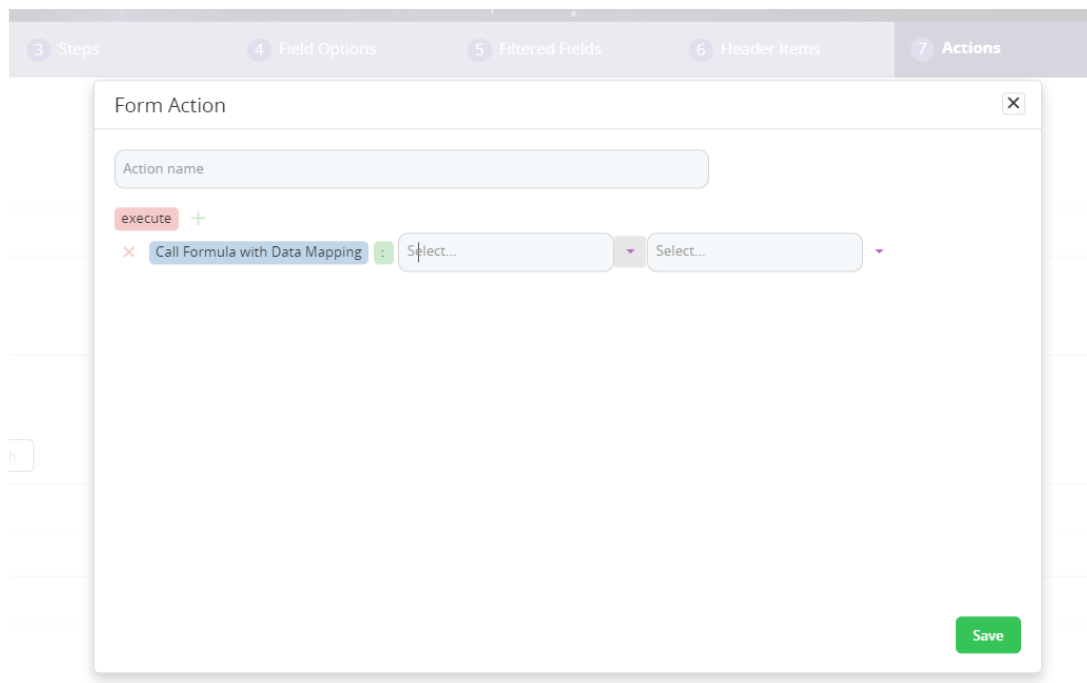 3 Steps 4 Field Options 5 Filtered Fields 6 Header Items 7 Actions
Form Action
Action name
execute +
Call Formula with Data Mapping : Select... Select...
h
Save